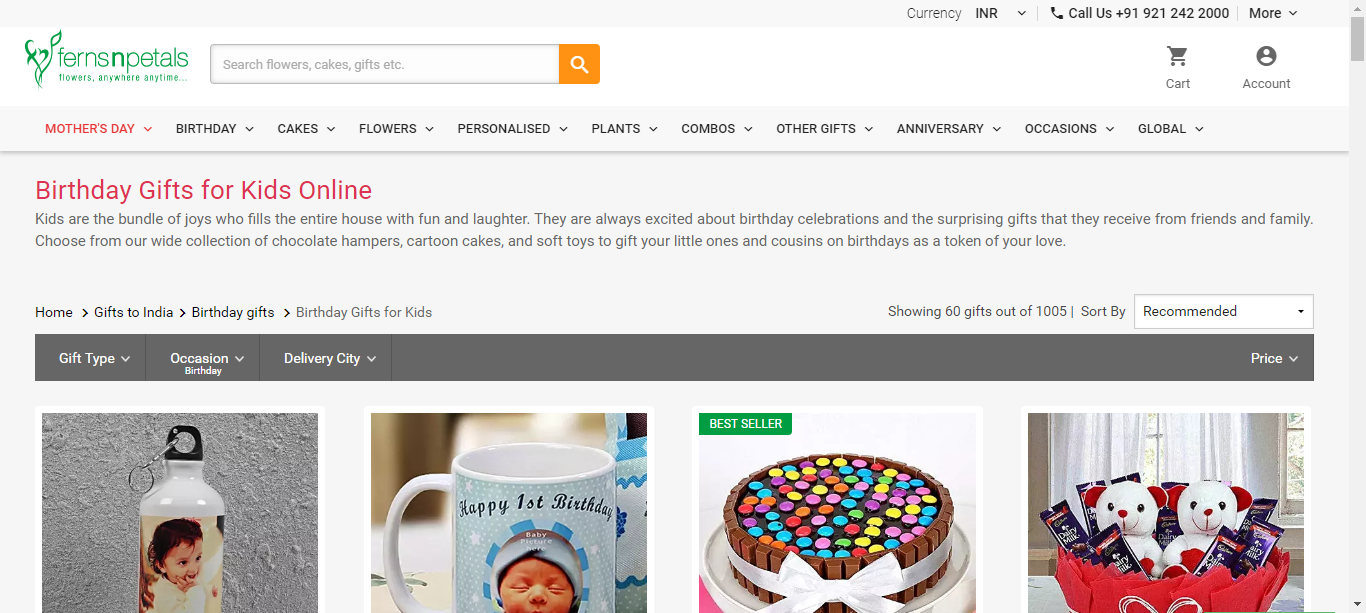 Currency INR Call Us +91 921 242 2000 More
fernsnpetals
flowers, anywhere anytime...
Search flowers, cakes, gifts etc.
Cart
Account
MOTHER'S DAY BIRTHDAY CAKES FLOWERS PERSONALISED PLANTS COMBOS OTHER GIFTS ANNIVERSARY OCCASIONS GLOBAL
Birthday Gifts for Kids Online
Kids are the bundle of joys who fills the entire house with fun and laughter. They are always excited about birthday celebrations and the surprising gifts that they receive from friends and family.
Choose from our wide collection of chocolate hampers, cartoon cakes, and soft toys to gift your little ones and cousins on birthdays as a token of your love.
Home > Gifts to India > Birthday gifts > Birthday Gifts for Kids
Showing 60 gifts out of 1005 | Sort By Recommended
Gift Type Occasion Delivery City Price
Birthday
Happy 1st Birthday
Baby
Picture
here
BEST SELLER
Cadbury
Dairy
Milk
Dairy
Milk
Dairy
Milk